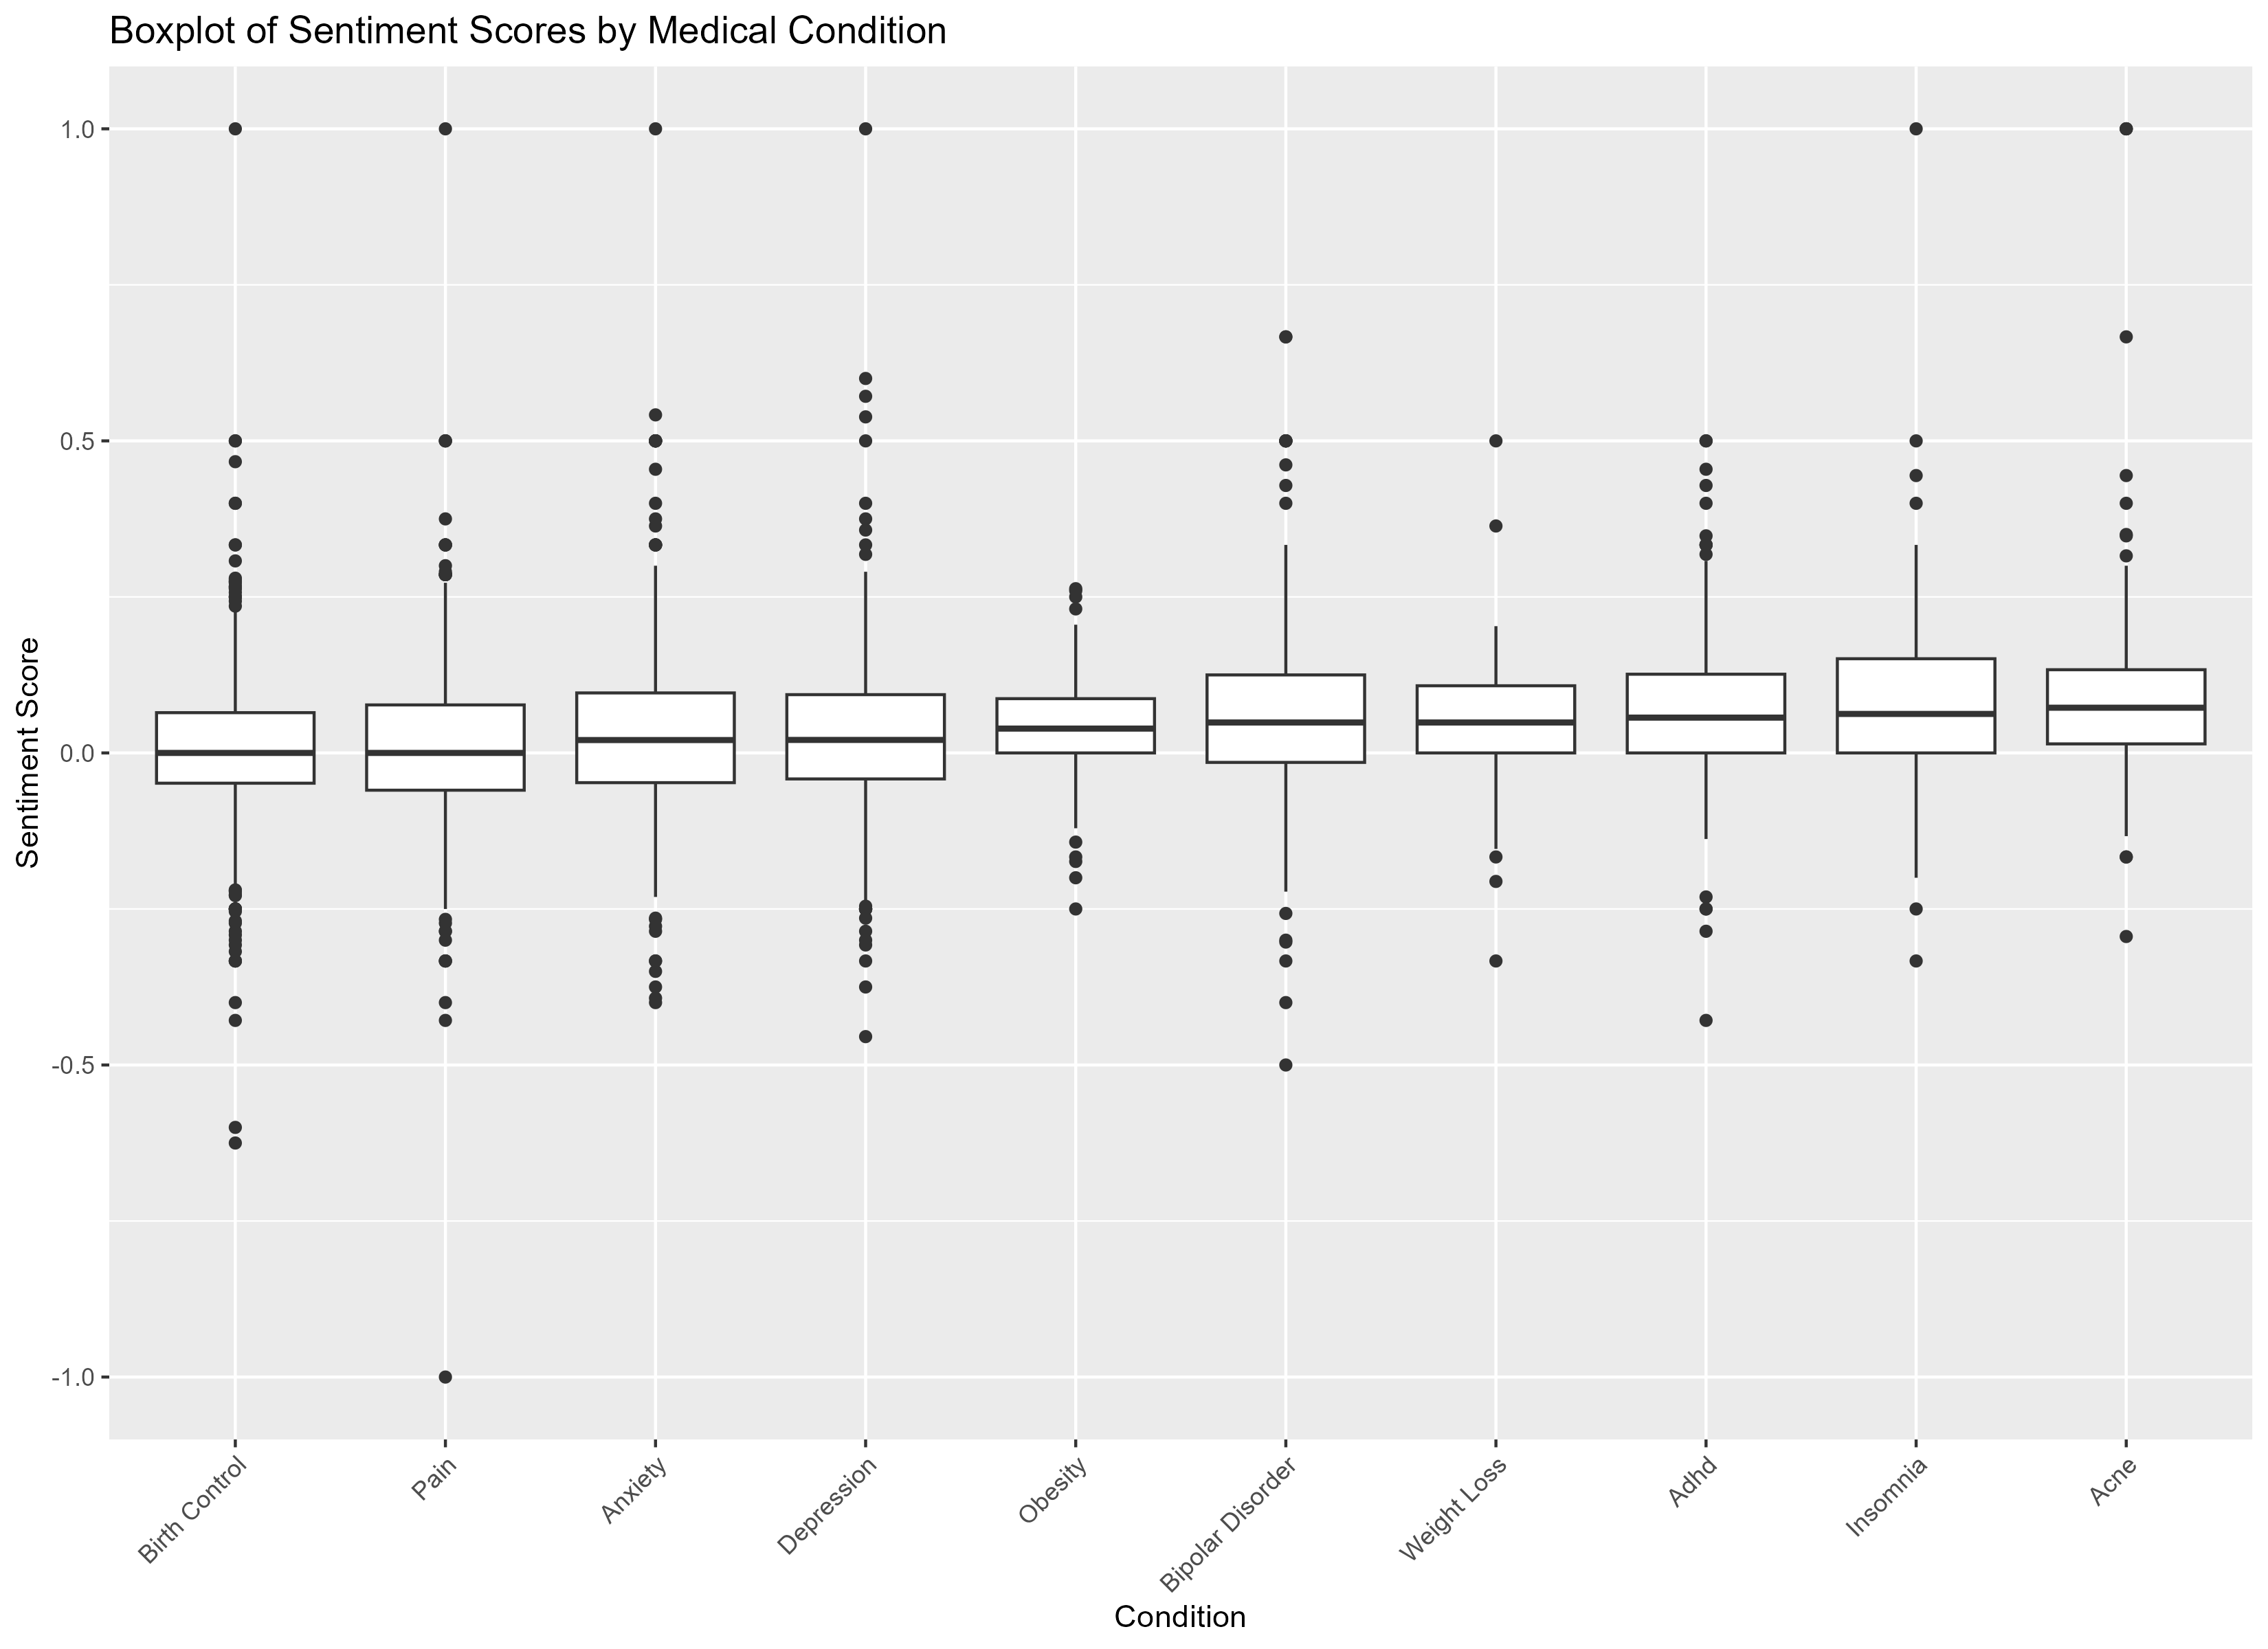 Boxplot of Sentiment Scores by Medical Condition
Sentiment Score
1.0
0.5
0.0
-0.5
-1.0
Birth Control
Pain
Anxiety
Depression
Obesity
Bipolar Disorder
Weight Loss
Adhd
Insomnia
Acne
Condition